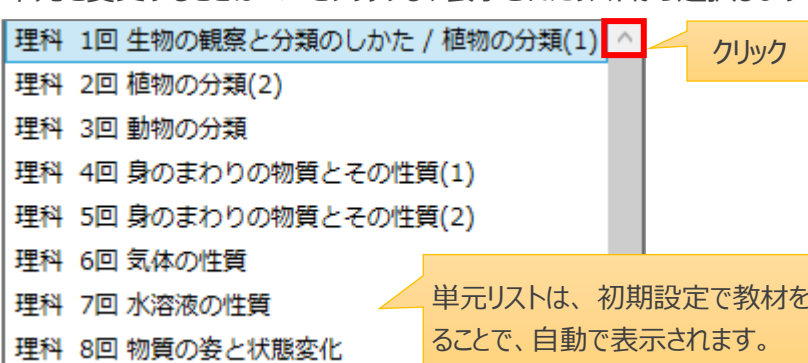 理科 1回 生物の観察と分類のしかた / 植物の分類(1)
クリック
理科 2回 植物の分類(2)
理科 3回 動物の分類
理科 4回 身のまわりの物質とその性質(1)
理科 5回 身のまわりの物質とその性質(2)
理科 6回 気体の性質
理科 7回 水溶液の性質
理科 8回 物質の姿と状態変化
単元リストは、初期設定で教材を
ることで、自動で表示されます。